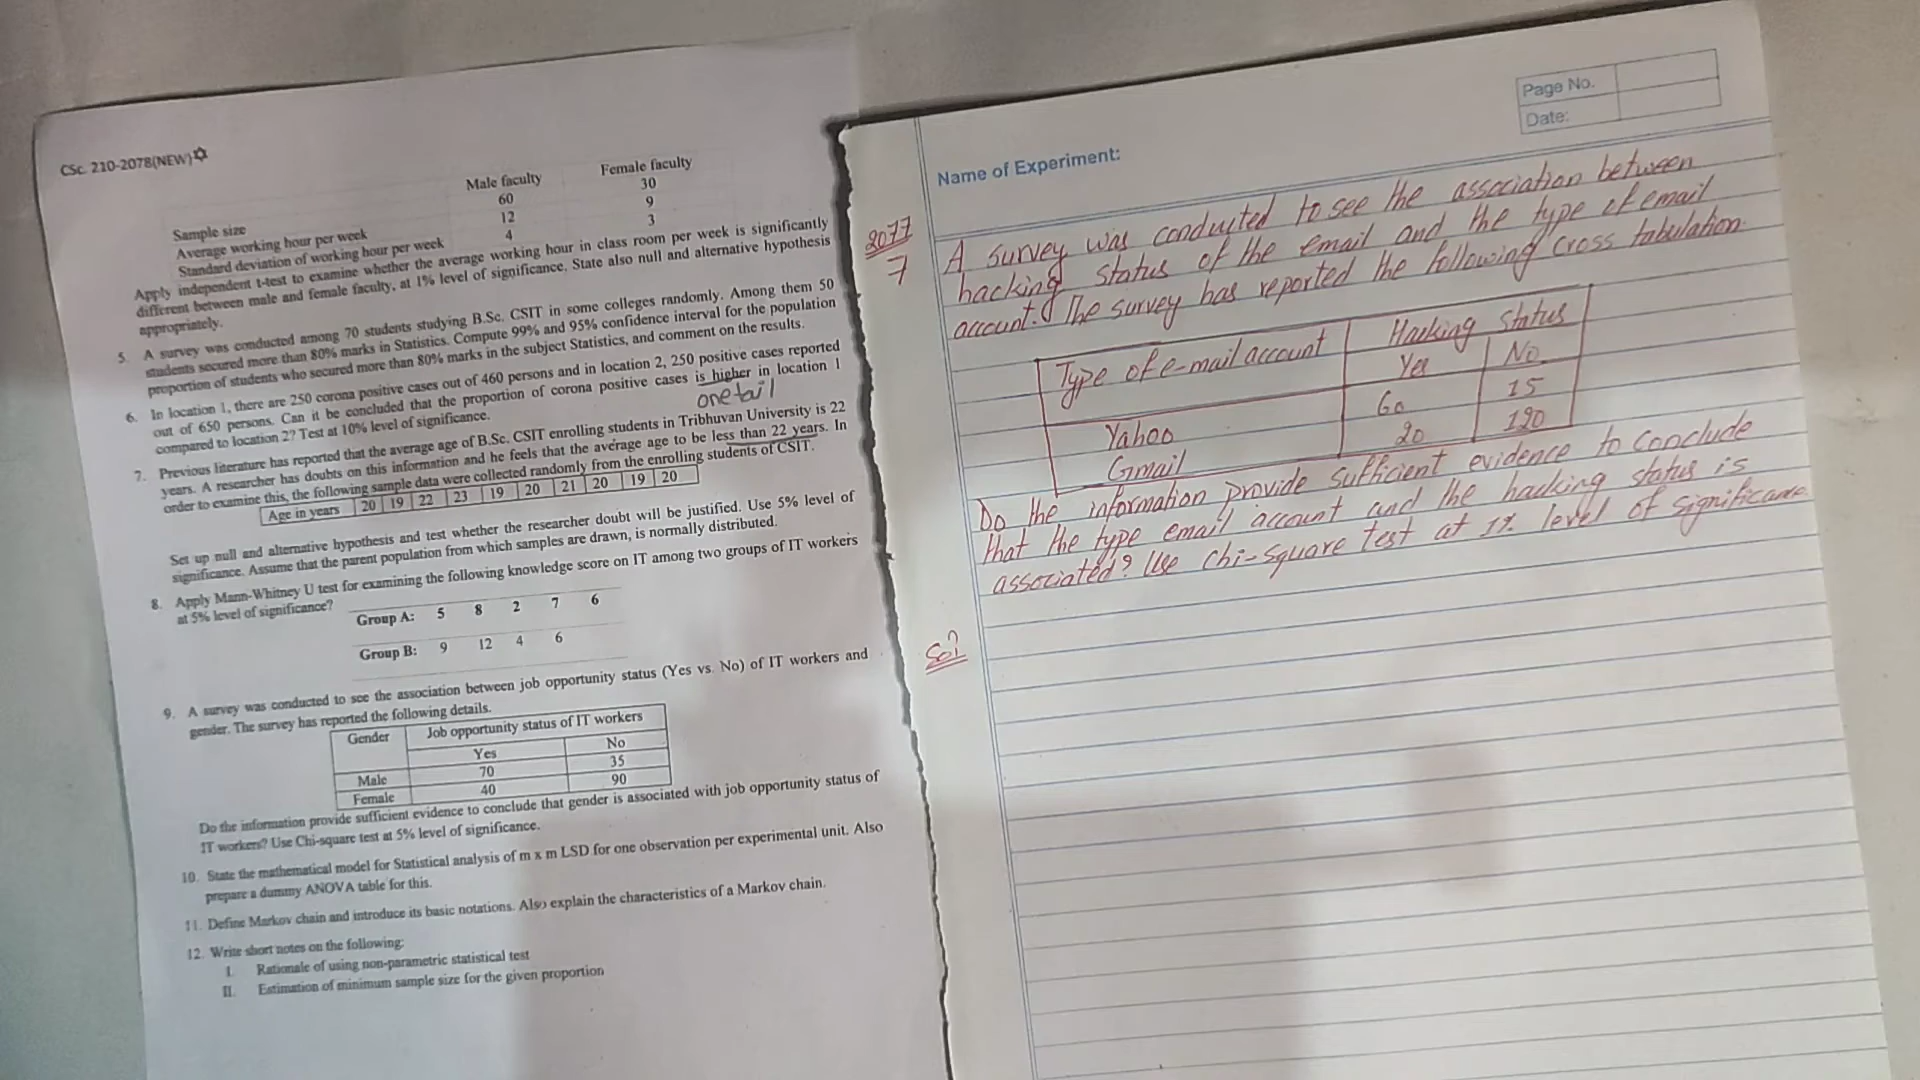 CSc. 210-2078(NEW)
Male faculty Female faculty
Sample size 60 30
Average working hour per week 12 9
Standard deviation of working hour per week 4 3
Apply independent t-test to examine whether the average working hour in class room per week is significantly
different between male and female faculty, at 1% level of significance. State also null and alternative hypothesis
appropriately.
5. A survey was conducted among 70 students studying B.Sc. CSIT in some colleges randomly. Among them 50
students secured more than 80% marks in Statistics. Compute 99% and 95% confidence interval for the population
proportion of students who secured more than 80% marks in the subject Statistics, and comment on the results.
6. In location 1, there are 250 corona positive cases out of 460 persons and in location 2, 250 positive cases reported
out of 650 persons. Can it be concluded that the proportion of corona positive cases is higher in location 1
compared to location 2? Test at 10% level of significance.
one tail
7. Previous literature has reported that the average age of B.Sc. CSIT enrolling students in Tribhuvan University is 22
years. A researcher has doubts on this information and he feels that the average age to be less than 22 years. In
order to examine this, the following sample data were collected randomly from the enrolling students of CSIT.
Age in years 20 19 22 23 19 20 21 20 19 20
Set up null and alternative hypothesis and test whether the researcher doubt will be justified. Use 5% level of
significance. Assume that the parent population from which samples are drawn, is normally distributed.
8. Apply Mann-Whitney U test for examining the following knowledge score on IT among two groups of IT workers
at 5% level of significance?
Group A: 5 8 2 7 6
Group B: 9 12 4 6
9. A survey was conducted to see the association between job opportunity status (Yes vs. No) of IT workers and
gender. The survey has reported the following details.
Gender Job opportunity status of IT workers
Yes No
Male 70 35
Female 40 90
Do the information provide sufficient evidence to conclude that gender is associated with job opportunity status of
IT workers? Use Chi-square test at 5% level of significance.
10. State the mathematical model for Statistical analysis of m x m LSD for one observation per experimental unit. Also
prepare a dummy ANOVA table for this.
11. Define Markov chain and introduce its basic notations. Also explain the characteristics of a Markov chain.
12. Write short notes on the following:
I. Rationale of using non-parametric statistical test
II. Estimation of minimum sample size for the given proportion
Page No.
Date:
Name of Experiment:
2077
7
A survey was conducted to see the association between
hacking status of the email and the type of email
account. The survey has reported the following cross tabulation.
Type of e-mail account Hacking Status
Yes No
Yahoo 60 15
Gmail 20 120
Do the information provide sufficient evidence to conclude
that the type email account and the hacking status is
associated? Use Chi-Square test at 1% level of significance
Sol